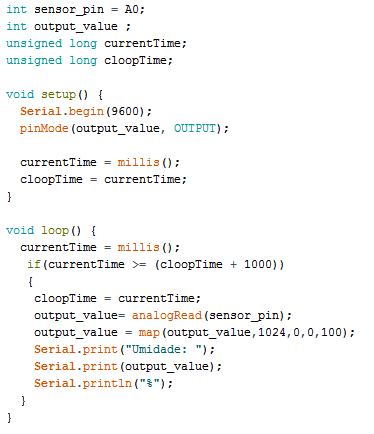 int sensor_pin = A0;
int output_value ;
unsigned long currentTime;
unsigned long cloopTime;

void setup() {
  Serial.begin(9600);
  pinMode(output_value, OUTPUT);

  currentTime = millis();
  cloopTime = currentTime;
}

void loop() {
  currentTime = millis();
   if(currentTime >= (cloopTime + 1000))
   {
    cloopTime = currentTime;
    output_value= analogRead(sensor_pin);
    output_value = map(output_value,1024,0,0,100);
    Serial.print("Umidade: ");
    Serial.print(output_value);
    Serial.println("%");
  }
}